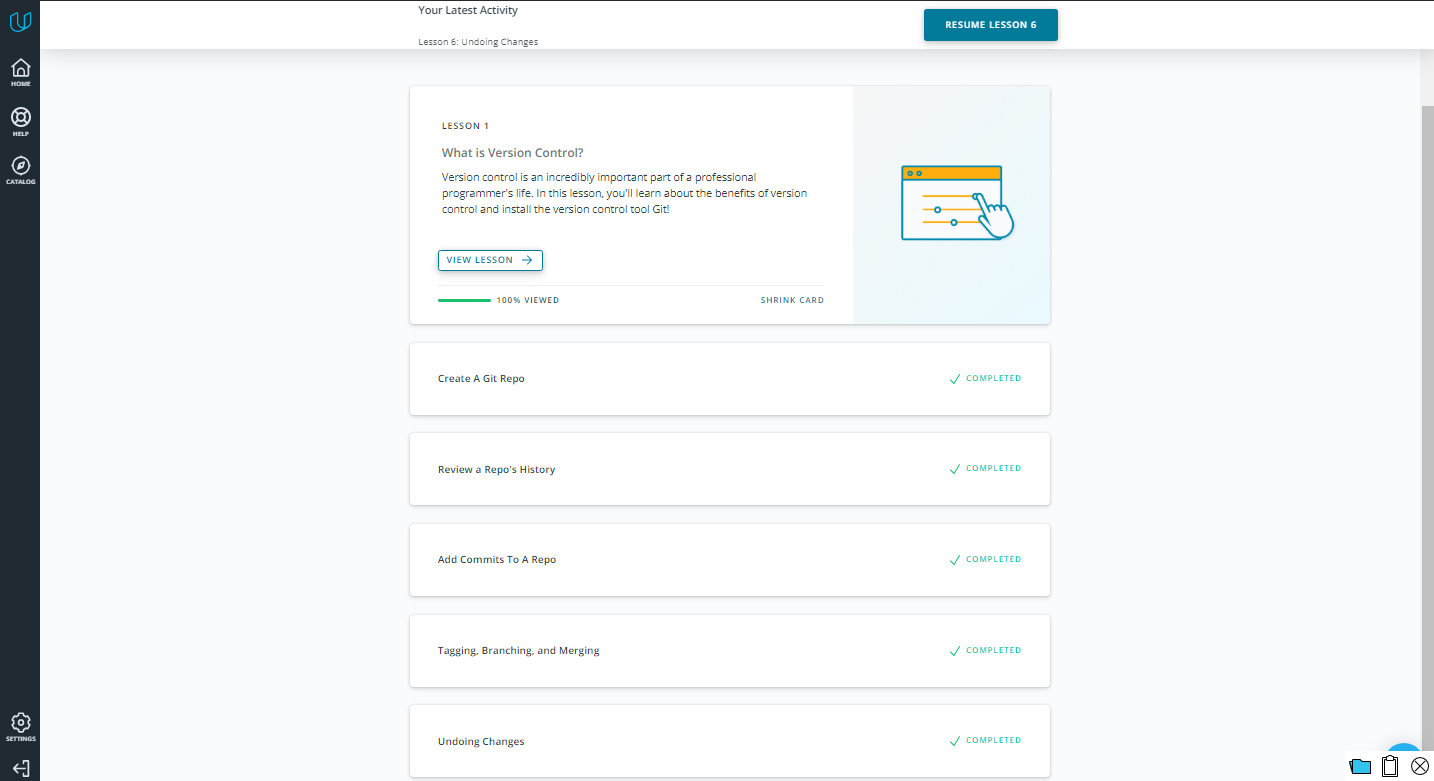 Your Latest Activity
RESUME LESSON 6
Lesson 6: Undoing Changes
HOME
HELP
CATALOG
LESSON 1
What is Version Control?
Version control is an incredibly important part of a professional
programmer's life. In this lesson, you'll learn about the benefits of version
control and install the version control tool Git!
VIEW LESSON
100% VIEWED
SHRINK CARD
Create A Git Repo
COMPLETED
Review a Repo's History
COMPLETED
Add Commits To A Repo
COMPLETED
Tagging, Branching, and Merging
COMPLETED
Undoing Changes
COMPLETED
SETTINGS